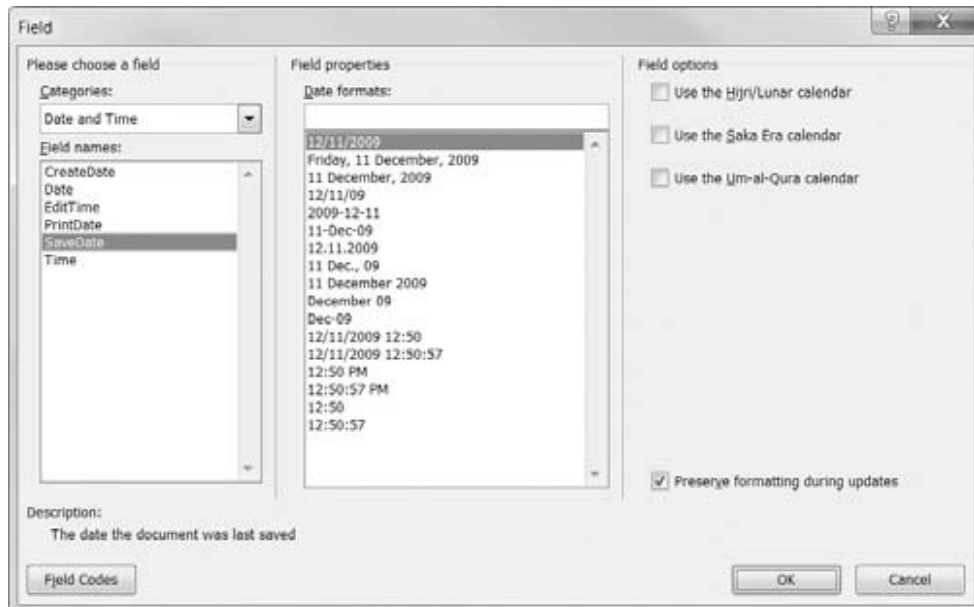 Field
Please choose a field
Categories:
Date and Time
Field names:
CreateDate
Date
EditTime
PrintDate
SaveDate
Time
Field properties
Date formats:
12/11/2009
Friday, 11 December, 2009
11 December, 2009
12/11/09
2009-12-11
11-Dec-09
12.11.2009
11 Dec., 09
11 December 2009
December 09
Dec-09
12/11/2009 12:50
12/11/2009 12:50:57
12:50 PM
12:50:57 PM
12:50
12:50:57
Field options
Use the Hijri/Lunar calendar
Use the Saka Era calendar
Use the Um-al-Qura calendar
Preserve formatting during updates
Description:
The date the document was last saved
Field Codes
OK
Cancel